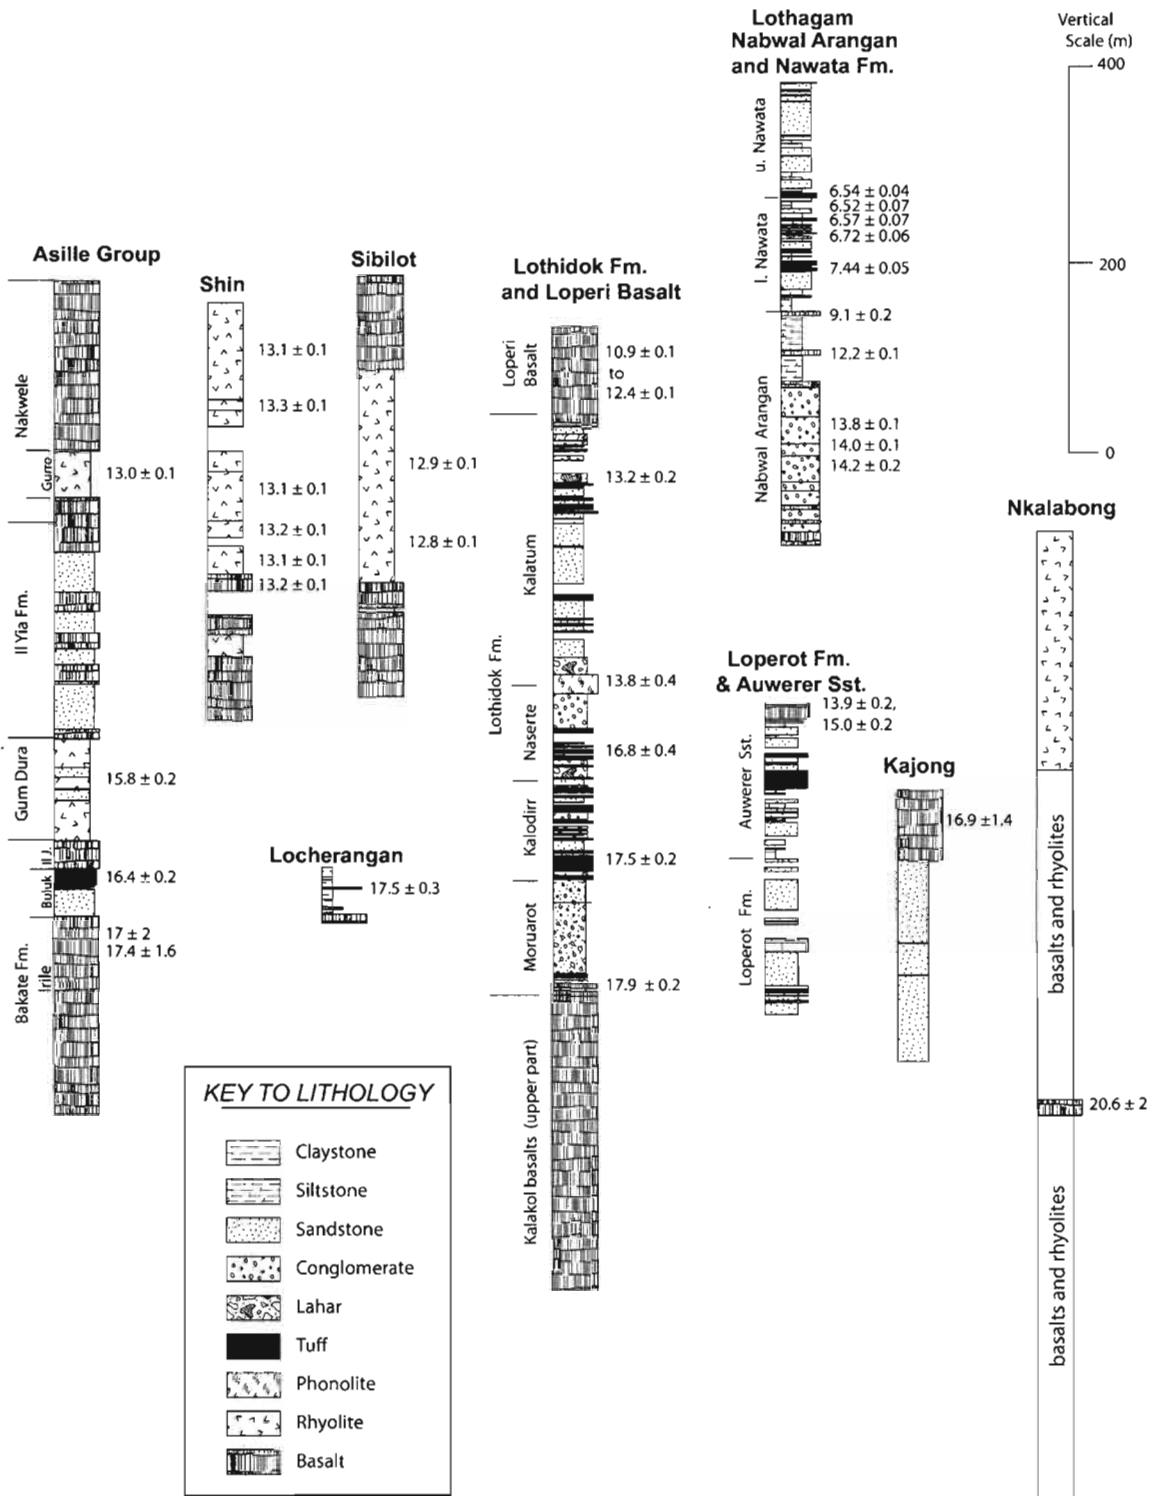 Lothagam
Nabwal Arangan
and Nawata Fm.
u. Nawata
l. Nawata
Nabwal Arangan
6.54 ± 0.04
6.52 ± 0.07
6.57 ± 0.07
6.72 ± 0.06
7.44 ± 0.05
9.1 ± 0.2
12.2 ± 0.1
13.8 ± 0.1
14.0 ± 0.1
14.2 ± 0.2
Vertical
Scale (m)
400
200
0
Asille Group
Nakwele
Gurro
Il Yia Fm.
Gum Dura
Il J.
Buluk
Bakate Fm.
Irile
13.0 ± 0.1
15.8 ± 0.2
16.4 ± 0.2
17 ± 2
17.4 ± 1.6
Shin
13.1 ± 0.1
13.3 ± 0.1
13.1 ± 0.1
13.2 ± 0.1
13.1 ± 0.1
13.2 ± 0.1
Sibilot
12.9 ± 0.1
12.8 ± 0.1
Lothidok Fm.
and Loperi Basalt
Loperi
Basalt
Lothidok Fm.
Kalatum
Naserte
Kalodirr
Moruarot
Kalakol basalts (upper part)
10.9 ± 0.1
to
12.4 ± 0.1
13.2 ± 0.2
13.8 ± 0.4
16.8 ± 0.4
17.5 ± 0.2
17.9 ± 0.2
Locherangan
17.5 ± 0.3
Loperot Fm.
& Auwerer Sst.
Auwerer Sst.
Loperot Fm.
13.9 ± 0.2,
15.0 ± 0.2
Kajong
16.9 ±1.4
Nkalabong
basalts and rhyolites
20.6 ± 2
basalts and rhyolites
KEY TO LITHOLOGY
Claystone
Siltstone
Sandstone
Conglomerate
Lahar
Tuff
Phonolite
Rhyolite
Basalt